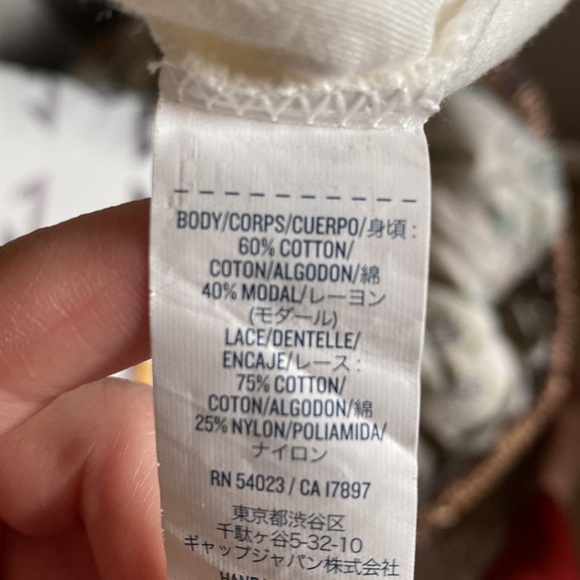 BODY/CORPS/CUERPO/身頃:
60% COTTON/
COTON/ALGODON/綿
40% MODAL/レーヨン
(モダール)
LACE/DENTELLE/
ENCAJE/レース:
75% COTTON/
COTON/ALGODON/綿
25% NYLON/POLIAMIDA/
ナイロン
RN 54023 / CA 17897
東京都渋谷区
千駄ヶ谷5-32-10
ギャップジャパン株式会社
HAND